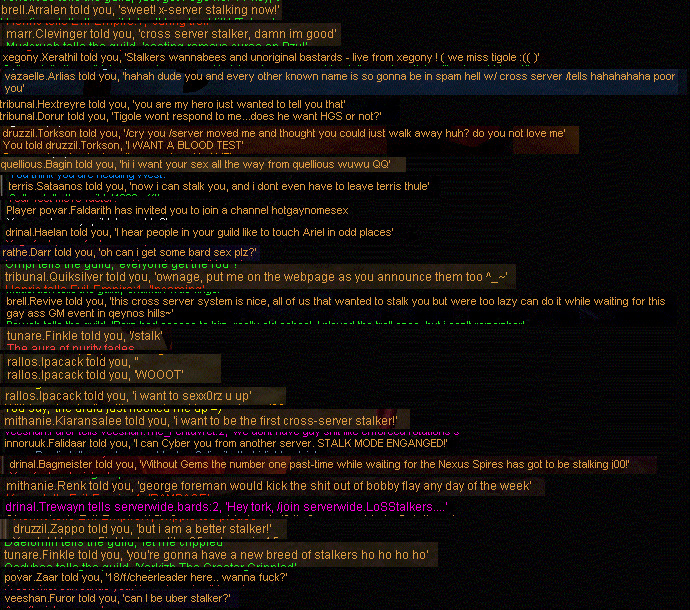 brell.Arralen told you, 'sweet! x-server stalking now!'
marr.Clevinger told you, 'cross server stalker, damn im good'
xegony.Xerathil told you, 'Stalkers wannabees and unoriginal bastards - live from xegony ! ( we miss tigole :(( )'
vazaelle.Arlias told you, 'hahah dude you and every other known name is so gonna be in spam hell w/ cross server /tells hahahahaha poor
you'
tribunal.Hextreyre told you, 'you are my hero just wanted to tell you that'
tribunal.Dorur told you, 'Tigole wont respond to me...does he want HGS or not?'
druzzil.Torkson told you, '/cry you /server moved me and thought you could just walk away huh? do you not love me'
You told druzzil.Torkson, 'I WANT A BLOOD TEST'
quellious.Bagin told you, 'hi i want your sex all the way from quellious wuwu QQ'
terris.Sataanos told you, 'now i can stalk you, and i dont even have to leave terris thule'
Player povar.Faldarith has invited you to join a channel hotgaynomesex
drinal.Haelan told you, 'I hear people in your guild like to touch Ariel in odd places'
rathe.Darr told you, 'oh can i get some bard sex plz?'
tribunal.Quiksilver told you, 'ownage, put me on the webpage as you announce them too ^_~'
brell.Revive told you, 'this cross server system is nice, all of us that wanted to stalk you but were too lazy can do it while waiting for this
gay ass GM event in qeynos hills~'
tunare.Finkle told you, '/stalk'
The aura of purity fades.
rallos.Ipacack told you, ''
rallos.Ipacack told you, 'WOOOT'
rallos.Ipacack told you, 'i want to sexx0rz u up'
mithanie.Kiaransalee told you, 'i want to be the first cross-server stalker!'
innoruuk.Faldaar told you, 'I can Cyber you from another server. STALK MODE ENGANGED!'
drinal.Bagmeister told you, 'Without Gems the number one past-time while waiting for the Nexus Spires has got to be stalking j00!'
mithanie.Renk told you, 'george foreman would kick the shit out of bobby flay any day of the week'
drinal.Trewayn tells serverwide.bards:2, 'Hey tork, /join serverwide.LoSStalkers....'
druzzil.Zappo told you, 'but i am a better stalker!'
tunare.Finkle told you, 'you're gonna have a new breed of stalkers ho ho ho ho'
povar.Zaar told you, '18/f/cheerleader here.. wanna fuck?'
veeshan.Furor told you, 'can I be uber stalker?'